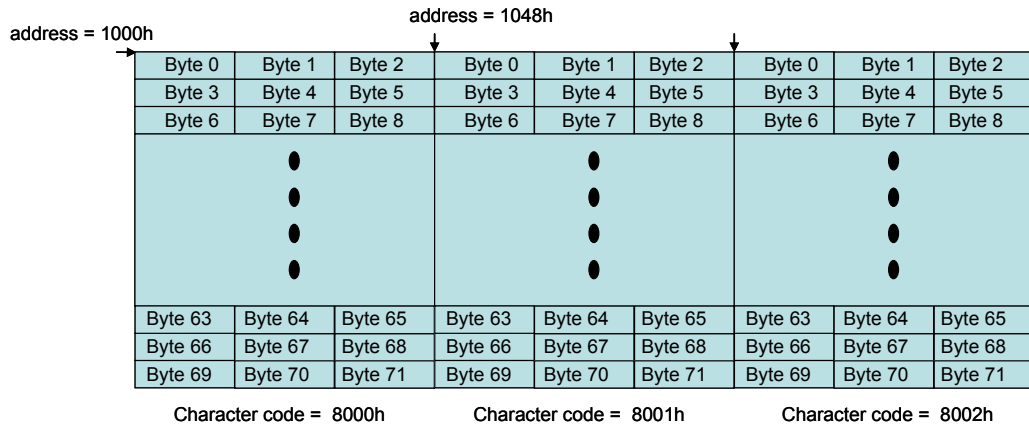 address = 1048h
address = 1000h
Byte 0 Byte 1 Byte 2 Byte 0 Byte 1 Byte 2 Byte 0 Byte 1 Byte 2
Byte 3 Byte 4 Byte 5 Byte 3 Byte 4 Byte 5 Byte 3 Byte 4 Byte 5
Byte 6 Byte 7 Byte 8 Byte 6 Byte 7 Byte 8 Byte 6 Byte 7 Byte 8
Byte 63 Byte 64 Byte 65 Byte 63 Byte 64 Byte 65 Byte 63 Byte 64 Byte 65
Byte 66 Byte 67 Byte 68 Byte 66 Byte 67 Byte 68 Byte 66 Byte 67 Byte 68
Byte 69 Byte 70 Byte 71 Byte 69 Byte 70 Byte 71 Byte 69 Byte 70 Byte 71
Character code = 8000h Character code = 8001h Character code = 8002h